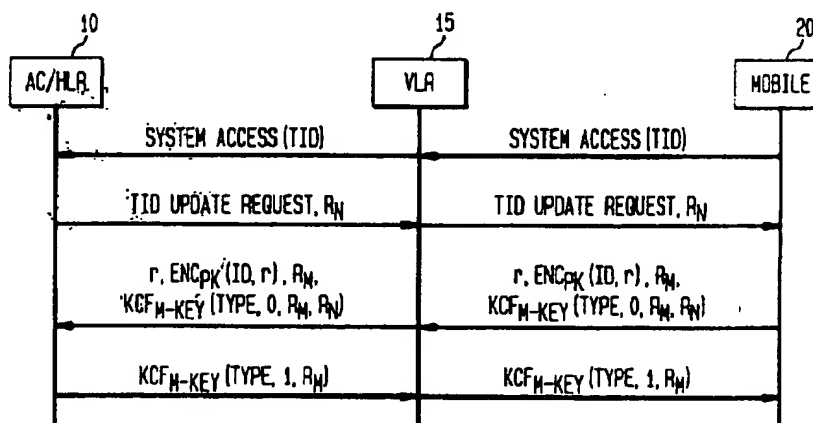 10
15
20
AC/HLR
VLR
MOBILE
SYSTEM ACCESS (TID)
SYSTEM ACCESS (TID)
TID UPDATE REQUEST, RN
TID UPDATE REQUEST, RN
r, ENCPK (ID, r), RM,
KCFM-KEY (TYPE, 0, RM, RN)
r, ENCPK (ID, r), RM,
KCFM-KEY (TYPE, 0, RM, RN)
KCFM-KEY (TYPE, 1, RM)
KCFM-KEY (TYPE, 1, RM)